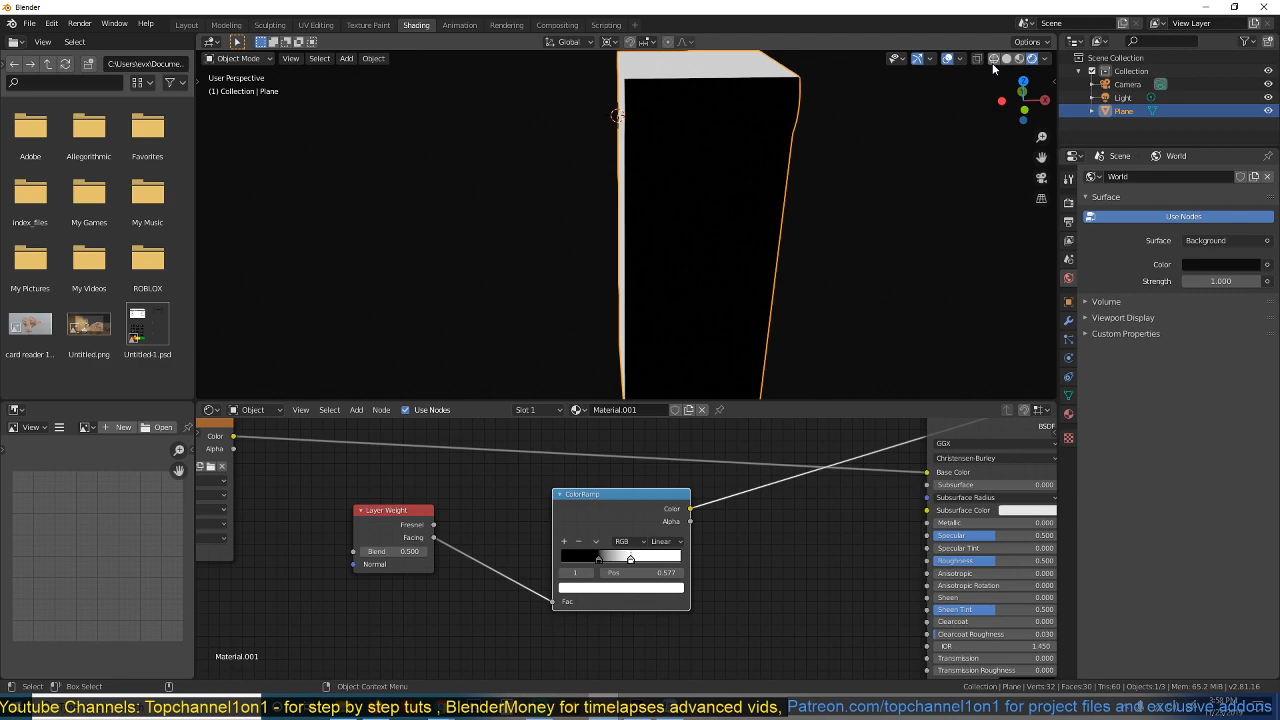 Blender
File Edit Render Window Help Layout Modeling Sculpting UV Editing Texture Paint Shading Animation Rendering Compositing Scripting Scene View Layer
View Select Global Options
Object Mode View Select Add Object
C:\Users\evx\Docume...
User Perspective
(1) Collection | Plane
Scene Collection
Collection
Camera
Light
Plane
Scene World
World
Surface
Use Nodes
Surface Background
Color
Strength 1.000
Volume
Viewport Display
Custom Properties
Adobe Allegorithmic Favorites
index_files My Games My Music
My Pictures My Videos ROBLOX
card reader 1... Untitled.png Untitled-1.psd
Object View Select Add Node Use Nodes Slot 1 Material.001
View New Open
Color
Alpha
Layer Weight
Fresnel
Facing
Blend 0.500
Normal
ColorRamp
Color
Alpha
RGB Linear
1 Pos 0.577
Fac
BSDF
GGX
Christensen-Burley
Base Color
Subsurface 0.000
Subsurface Radius
Subsurface Color
Metallic 0.000
Specular 0.500
Specular Tint 0.000
Roughness 0.500
Anisotropic 0.000
Anisotropic Rotation 0.000
Sheen 0.000
Sheen Tint 0.500
Clearcoat 0.000
Clearcoat Roughness 0.030
IOR 1.450
Transmission 0.000
Transmission Roughness 0.000
Material.001
Select Box Select Object Context Menu Collection | Plane | Verts:32 | Faces:30 | Tris:60 | Objects:1/3 | Mem: 65.2 MiB | v2.81.16
Youtube Channels: Topchannel1on1 - for step by step tuts , BlenderMoney for timelapses advanced vids, Patreon.com/topchannel1on1 for project files and exclusive addons